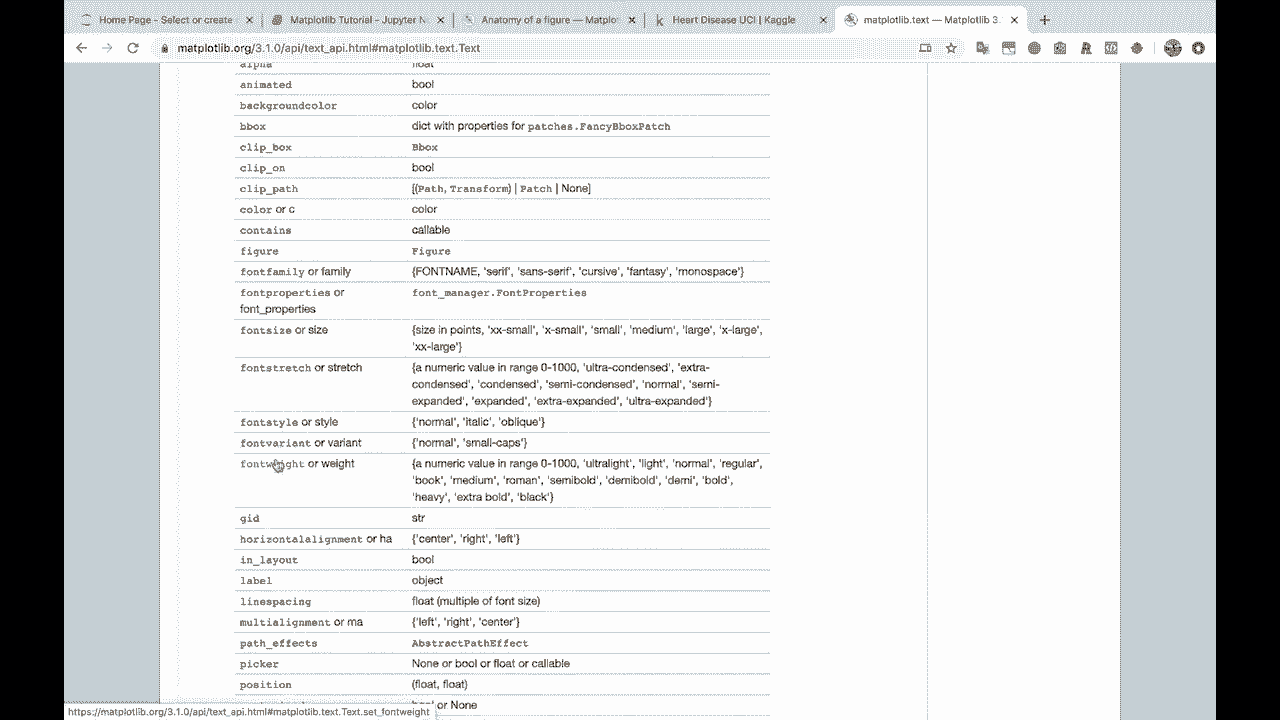 Home Page - Select or create
Matplotlib Tutorial - Jupyter N
Anatomy of a figure — Matplo
Heart Disease UCI | Kaggle
matplotlib.text — Matplotlib 3.
matplotlib.org/3.1.0/api/text_api.html#matplotlib.text.Text
alpha float
animated bool
backgroundcolor color
bbox dict with properties for patches.FancyBboxPatch
clip_box Bbox
clip_on bool
clip_path [(Path, Transform) | Patch | None]
color or c color
contains callable
figure Figure
fontfamily or family {FONTNAME, 'serif', 'sans-serif', 'cursive', 'fantasy', 'monospace'}
fontproperties or font_manager.FontProperties
font_properties
fontsize or size {size in points, 'xx-small', 'x-small', 'small', 'medium', 'large', 'x-large',
'xx-large'}
fontstretch or stretch {a numeric value in range 0-1000, 'ultra-condensed', 'extra-
condensed', 'condensed', 'semi-condensed', 'normal', 'semi-
expanded', 'expanded', 'extra-expanded', 'ultra-expanded'}
fontstyle or style {'normal', 'italic', 'oblique'}
fontvariant or variant {'normal', 'small-caps'}
fontweight or weight {a numeric value in range 0-1000, 'ultralight', 'light', 'normal', 'regular',
'book', 'medium', 'roman', 'semibold', 'demibold', 'demi', 'bold',
'heavy', 'extra bold', 'black'}
gid str
horizontalalignment or ha {'center', 'right', 'left'}
in_layout bool
label object
linespacing float (multiple of font size)
multialignment or ma {'left', 'right', 'center'}
path_effects AbstractPathEffect
picker None or bool or float or callable
position (float, float)
or None
https://matplotlib.org/3.1.0/api/text_api.html#matplotlib.text.Text.set_fontweight